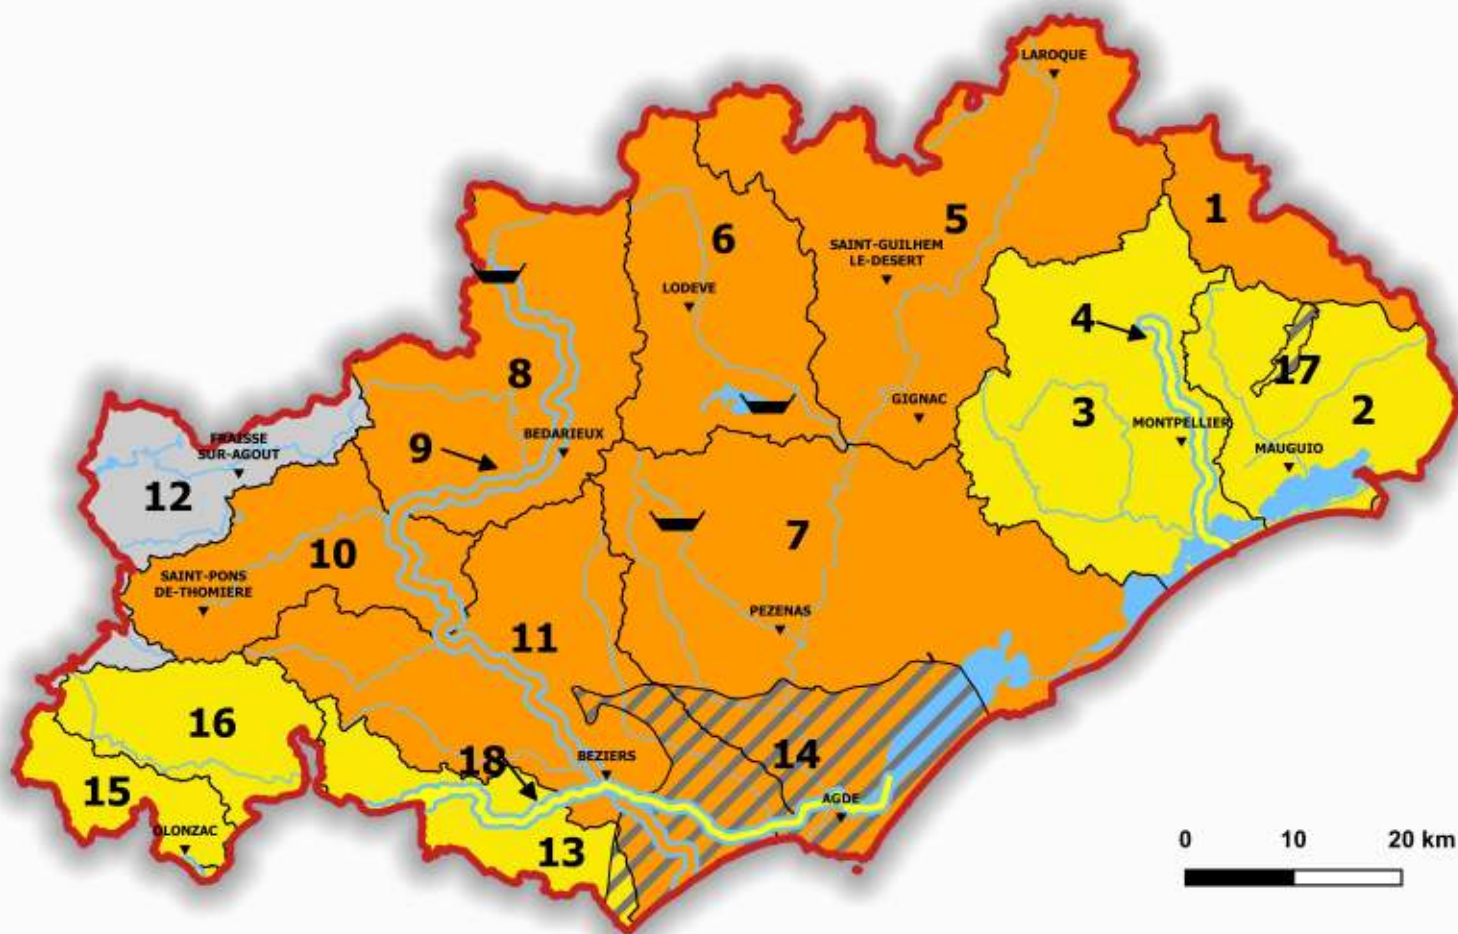 LAROQUE
1
5
6
SAINT-GUILHEM
LE-DESERT
LODEVE
4
8
17
GIGNAC
2
3
MONTPELLIER
BEDARIEUX
9
FRAISSE
SUR-AGOUT
MAUGUIO
12
7
10
SAINT-PONS
DE-THOMIERE
PEZENAS
11
16
14
18
BEZIERS
15
AGDE
OLONZAC
13
0 10 20 km